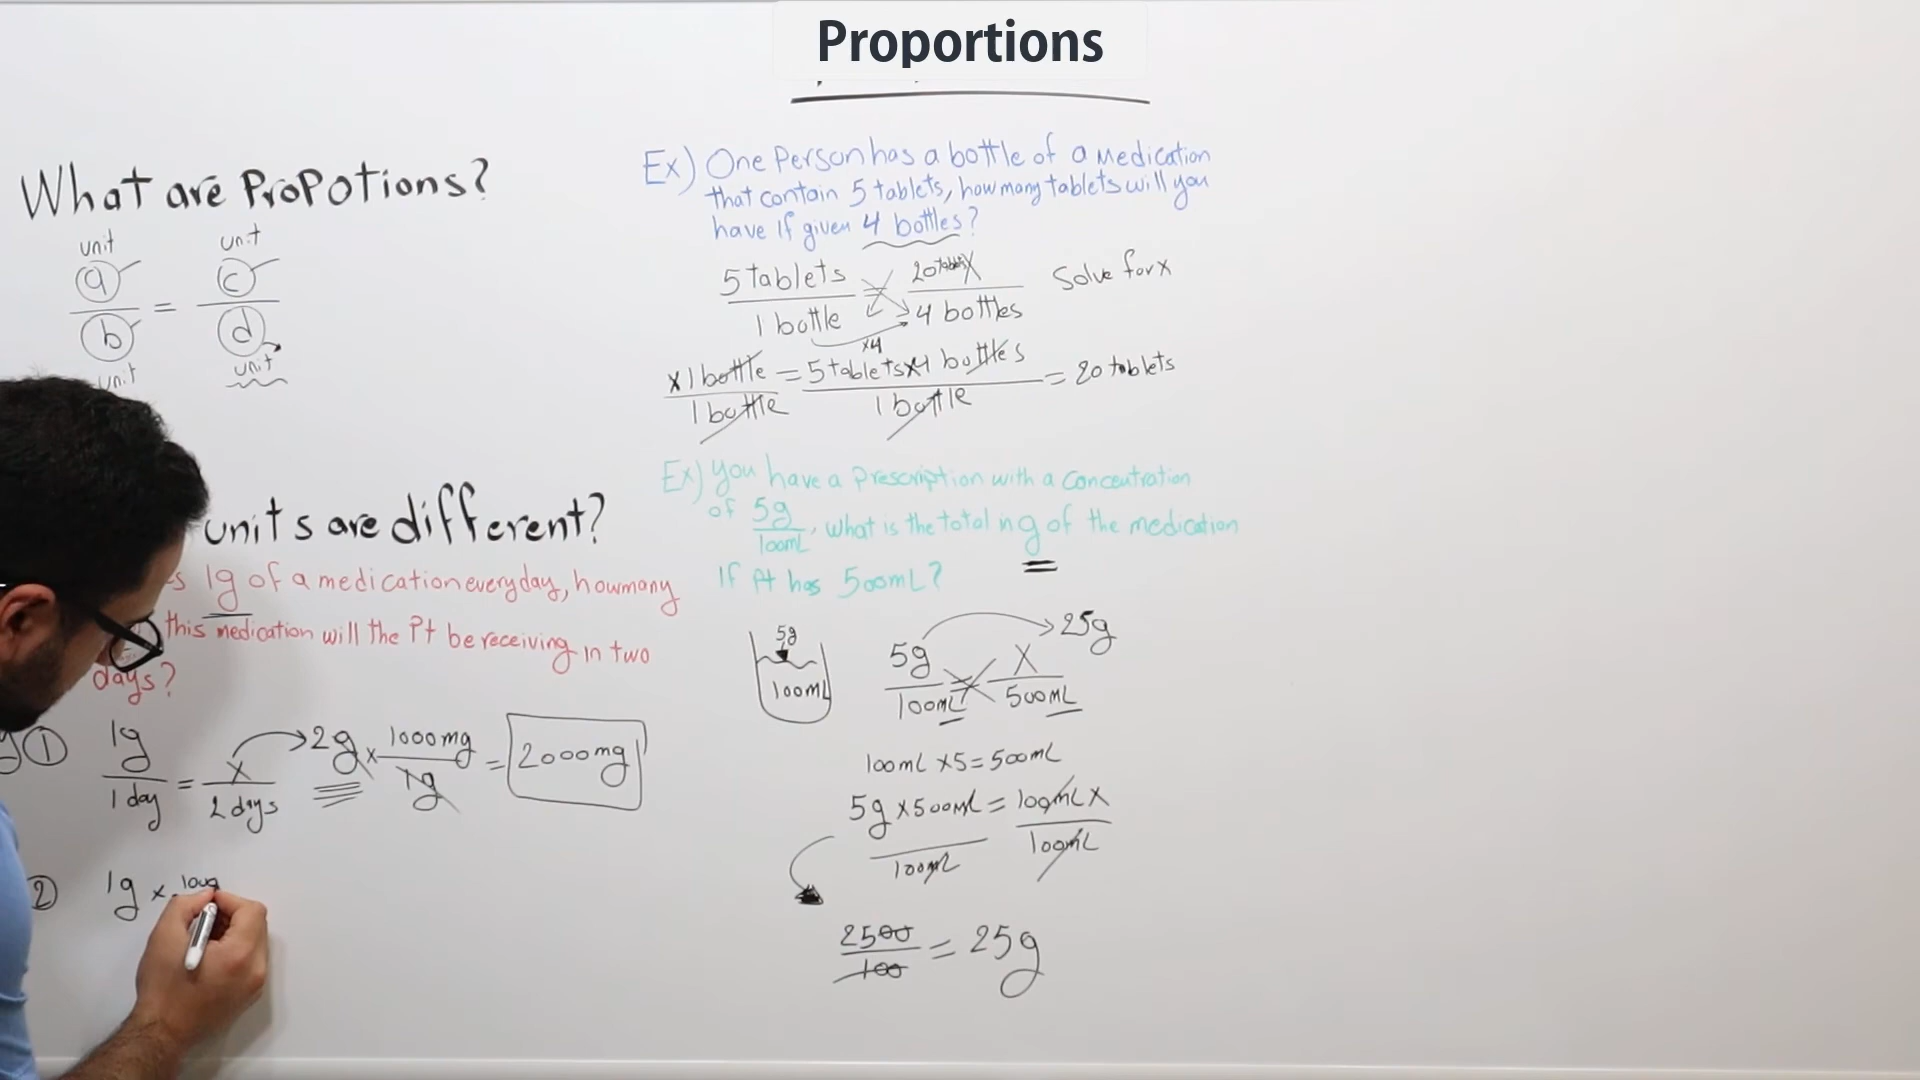 Proportions
What are ProPotions?
unit unit
a c
= 
b d
unit unit
units are different?
1g of a medication everyday, how many
this medication will the Pt be receiving in two
days?
1 1g/1 day = x/2 days 2g x 1000mg/1g = 2000mg
2 1g x
Ex) One Person has a bottle of a Medication
that contain 5 tablets, how many tablets will you
have If given 4 bottles?
5 tablets/1 bottle = 20 tablets X/4 bottles Solve for x
x4
x 1 bottle/1 bottle = 5 tablets x 4 bottles/1 bottle = 20 tablets
Ex) you have a Prescription with a concentration
of 5g/100mL, what is the total in g of the medication
If Pt has 500mL?
5g
100mL
5g/100mL = X/500mL 25g
100mL x 5 = 500mL
5g x 500mL/100mL = 100mL X/100mL
2500/100 = 25g